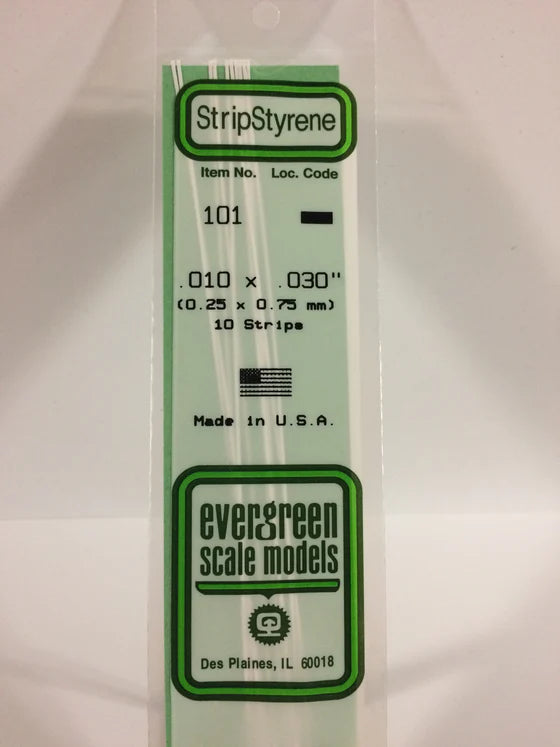 StripStyrene
Item No. Loc. Code
101
.010 x .030"
(0.25 x 0.75 mm)
10 Strips
Made in U.S.A.
evergreen
scale models
Des Plaines, IL 60018